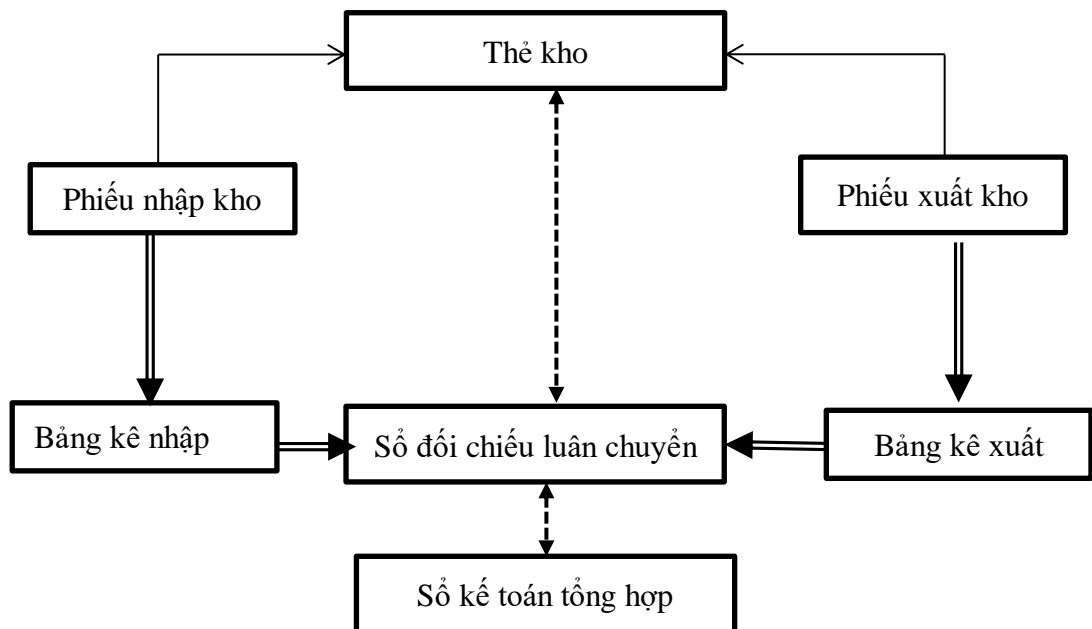 Thẻ kho
Phiếu nhập kho
Phiếu xuất kho
Bảng kê nhập
Sổ đối chiếu luân chuyển
Bảng kê xuất
Sổ kế toán tổng hợp